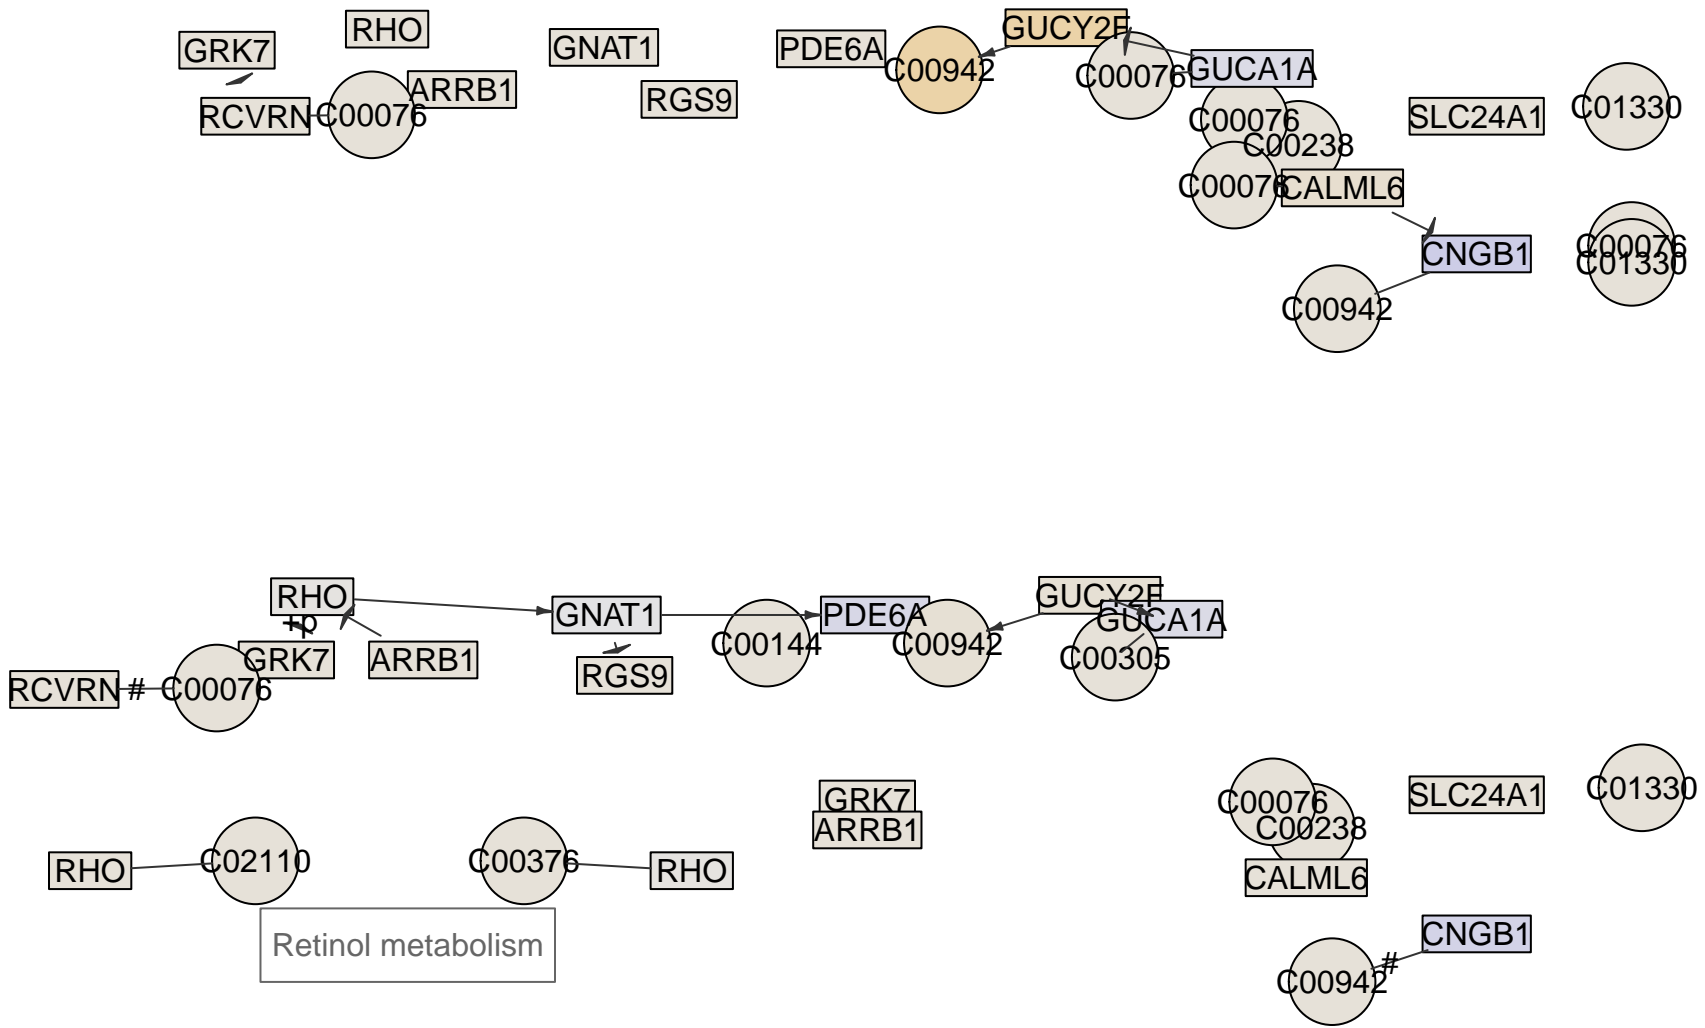 RHO
GRK7
GNAT1
PDE6A
GUCY2F
C00942
C00076
GUCA1A
ARRB1
RGS9
RCVRN
C00076
C00076
C00238
SLC24A1
C01330
C00076
CALML6
C00076
C01330
CNGB1
C00942
RHO
+p
GNAT1
PDE6A
GUCY2F
GUCA1A
GRK7
ARRB1
C00144
C00942
C00305
RGS9
RCVRN
#
C00076
GRK7
ARRB1
C00076
C00238
SLC24A1
C01330
RHO
C02110
C00376
RHO
CALML6
Retinol metabolism
CNGB1
#
C00942